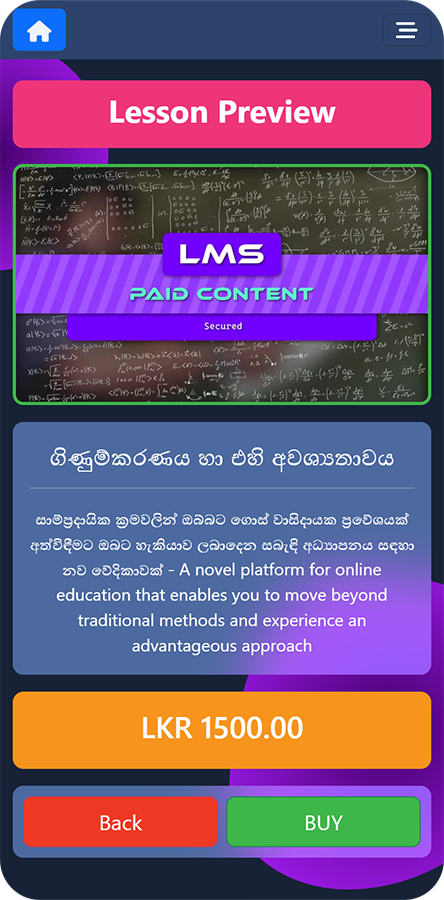 Lesson Preview
LMS
PAID CONTENT
Secured
ගිණුම්කරණය හා එහි අවශ්‍යතාවය
සාම්ප්‍රදායික ක්‍රමවලින් ඔබ්බට ගොස් වාසිදායක ප්‍රවේශයක්
අත්විඳීමට ඔබට හැකියාව ලබාදෙන සබැඳි අධ්‍යාපනය සඳහා
නව වේදිකාවක් - A novel platform for online
education that enables you to move beyond
traditional methods and experience an
advantageous approach
LKR 1500.00
Back
BUY